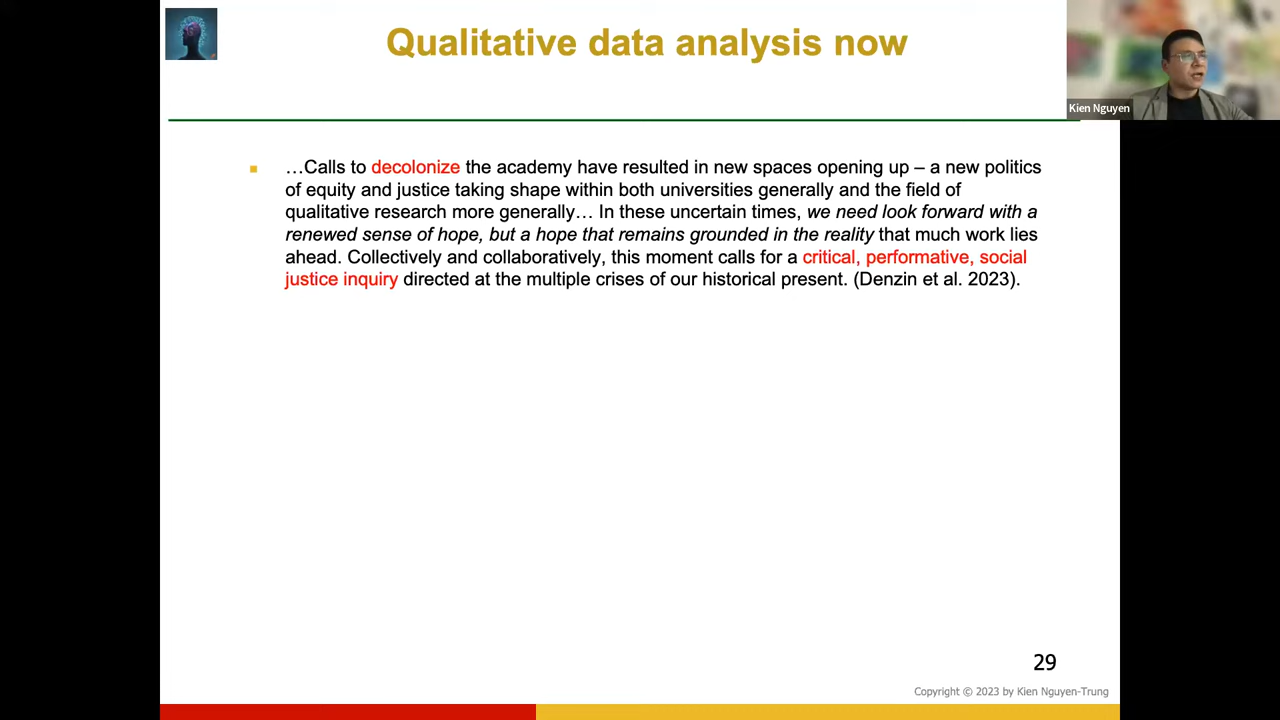 Qualitative data analysis now
Kien Nguyen
…Calls to decolonize the academy have resulted in new spaces opening up – a new politics
of equity and justice taking shape within both universities generally and the field of
qualitative research more generally… In these uncertain times, we need look forward with a
renewed sense of hope, but a hope that remains grounded in the reality that much work lies
ahead. Collectively and collaboratively, this moment calls for a critical, performative, social
justice inquiry directed at the multiple crises of our historical present. (Denzin et al. 2023).
29
Copyright © 2023 by Kien Nguyen-Trung